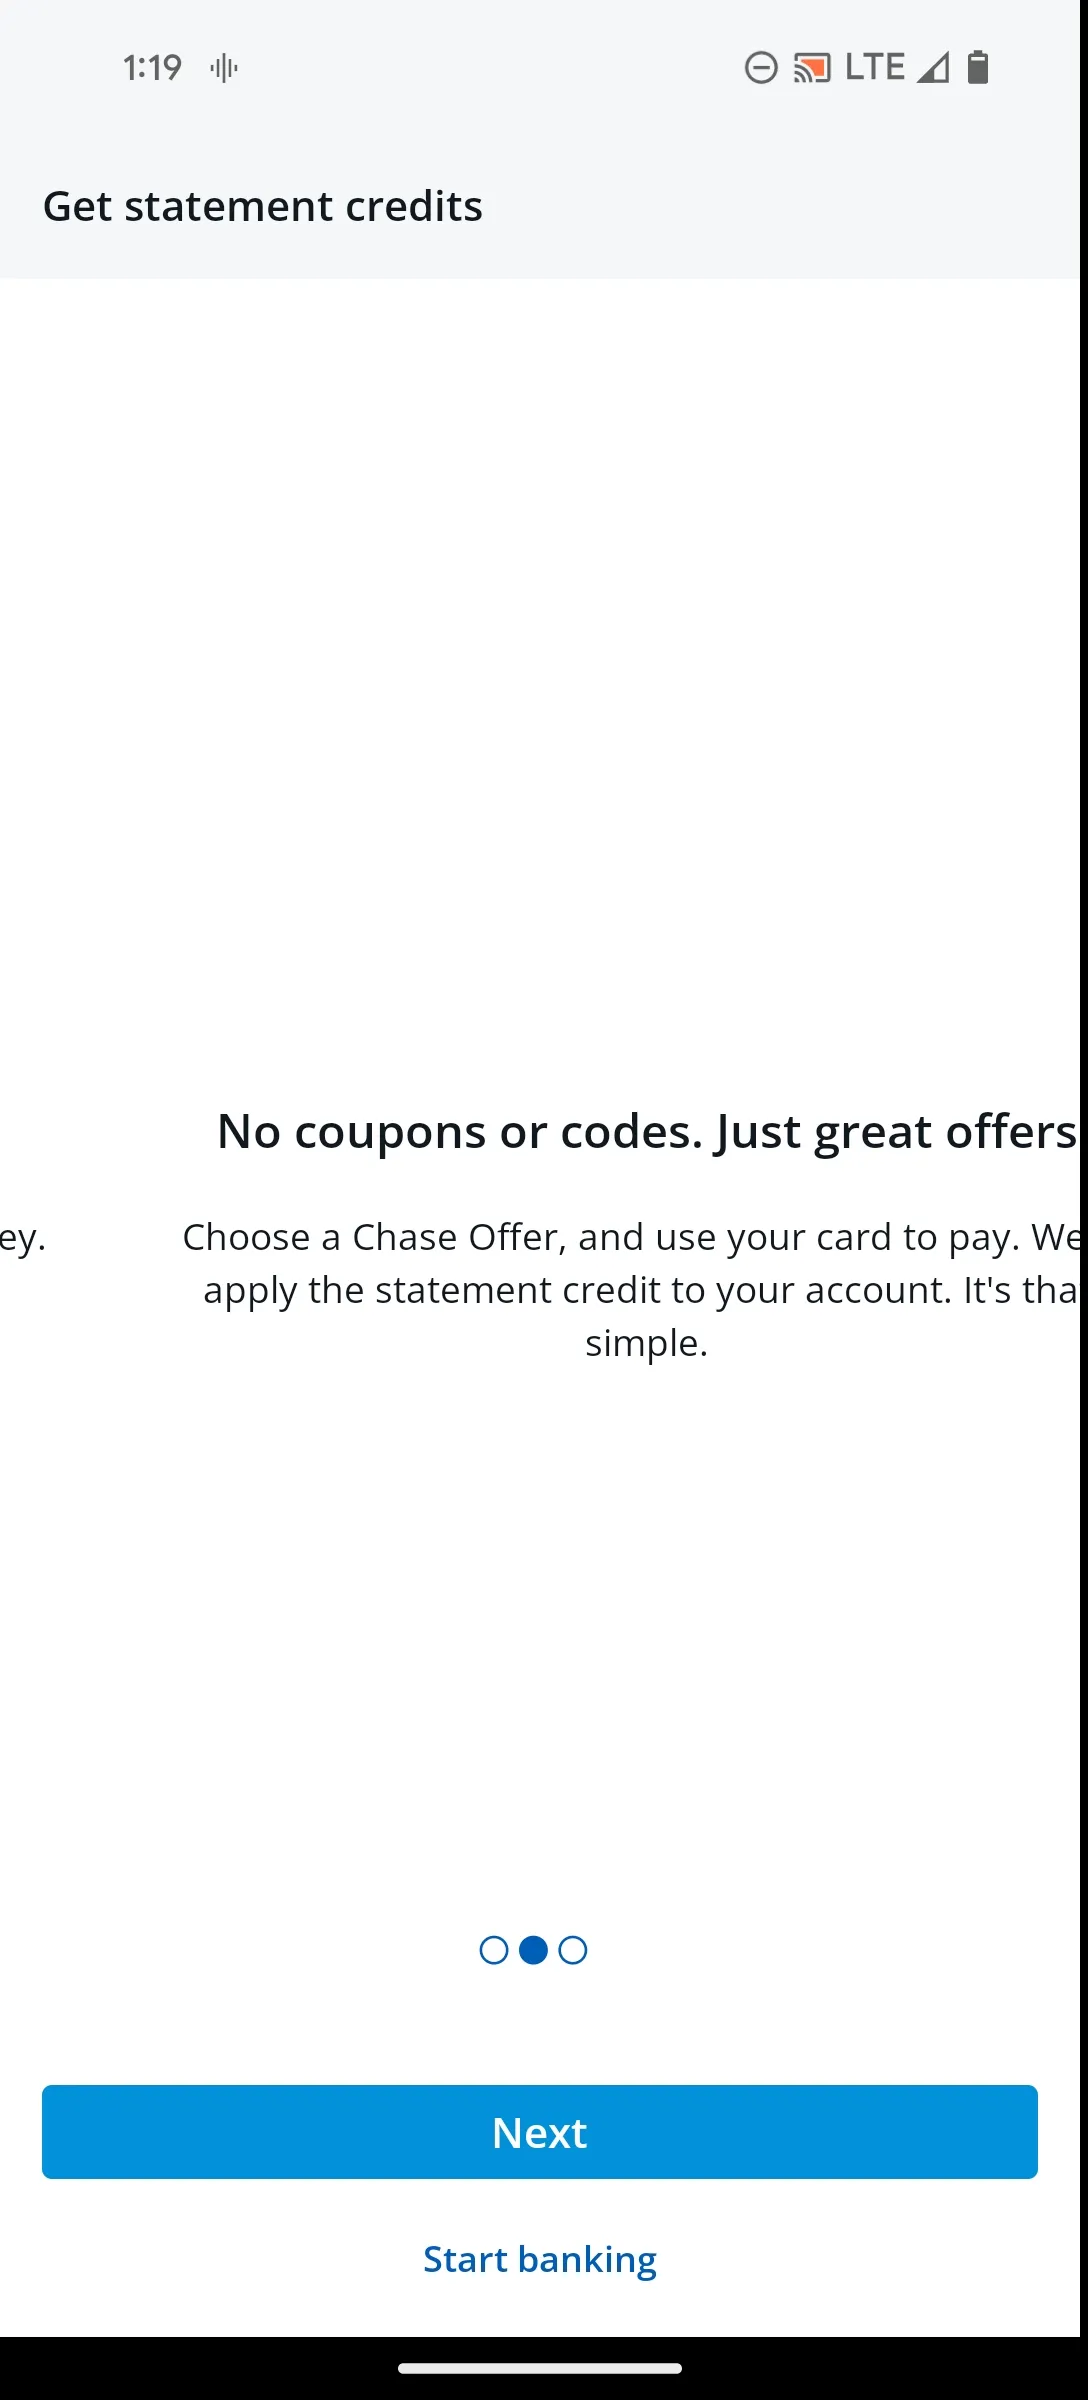 1:19
LTE
Get statement credits
No coupons or codes. Just great offers
ey.
Choose a Chase Offer, and use your card to pay. We
apply the statement credit to your account. It's tha
simple.
Next
Start banking